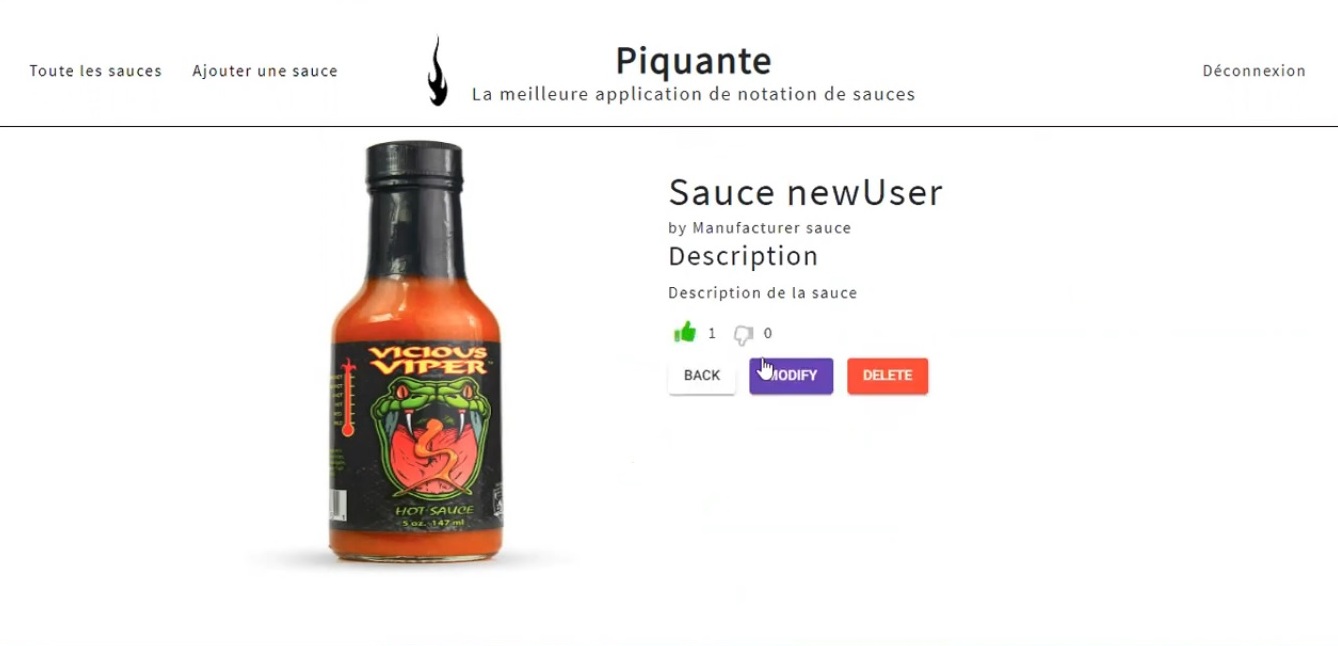 Toute les sauces
Ajouter une sauce
Piquante
La meilleure application de notation de sauces
Déconnexion
Sauce newUser
by Manufacturer sauce
Description
Description de la sauce
1
0
BACK
MODIFY
DELETE
VICIOUS
VIPER
HOT SAUCE
5 oz. 147 ml